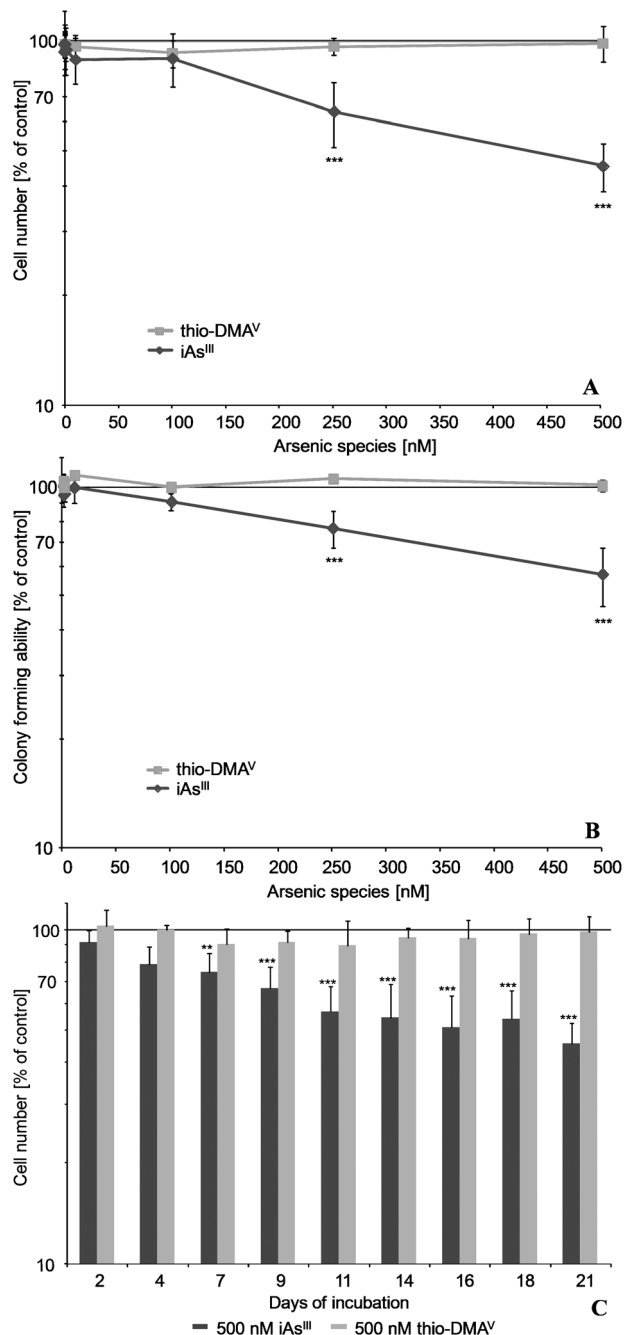 100
70
10
Cell number [% of control]
***
***
thio-DMAⱽ
iAsᴵᴵᴵ
A
0 50 100 150 200 250 300 350 400 450 500
Arsenic species [nM]
100
70
10
Colony forming ability [% of control]
***
***
thio-DMAⱽ
iAsᴵᴵᴵ
B
0 50 100 150 200 250 300 350 400 450 500
Arsenic species [nM]
100
70
10
Cell number [% of control]
** *** *** *** *** *** ***
2 4 7 9 11 14 16 18 21
Days of incubation
C
500 nM iAsᴵᴵᴵ 500 nM thio-DMAⱽ